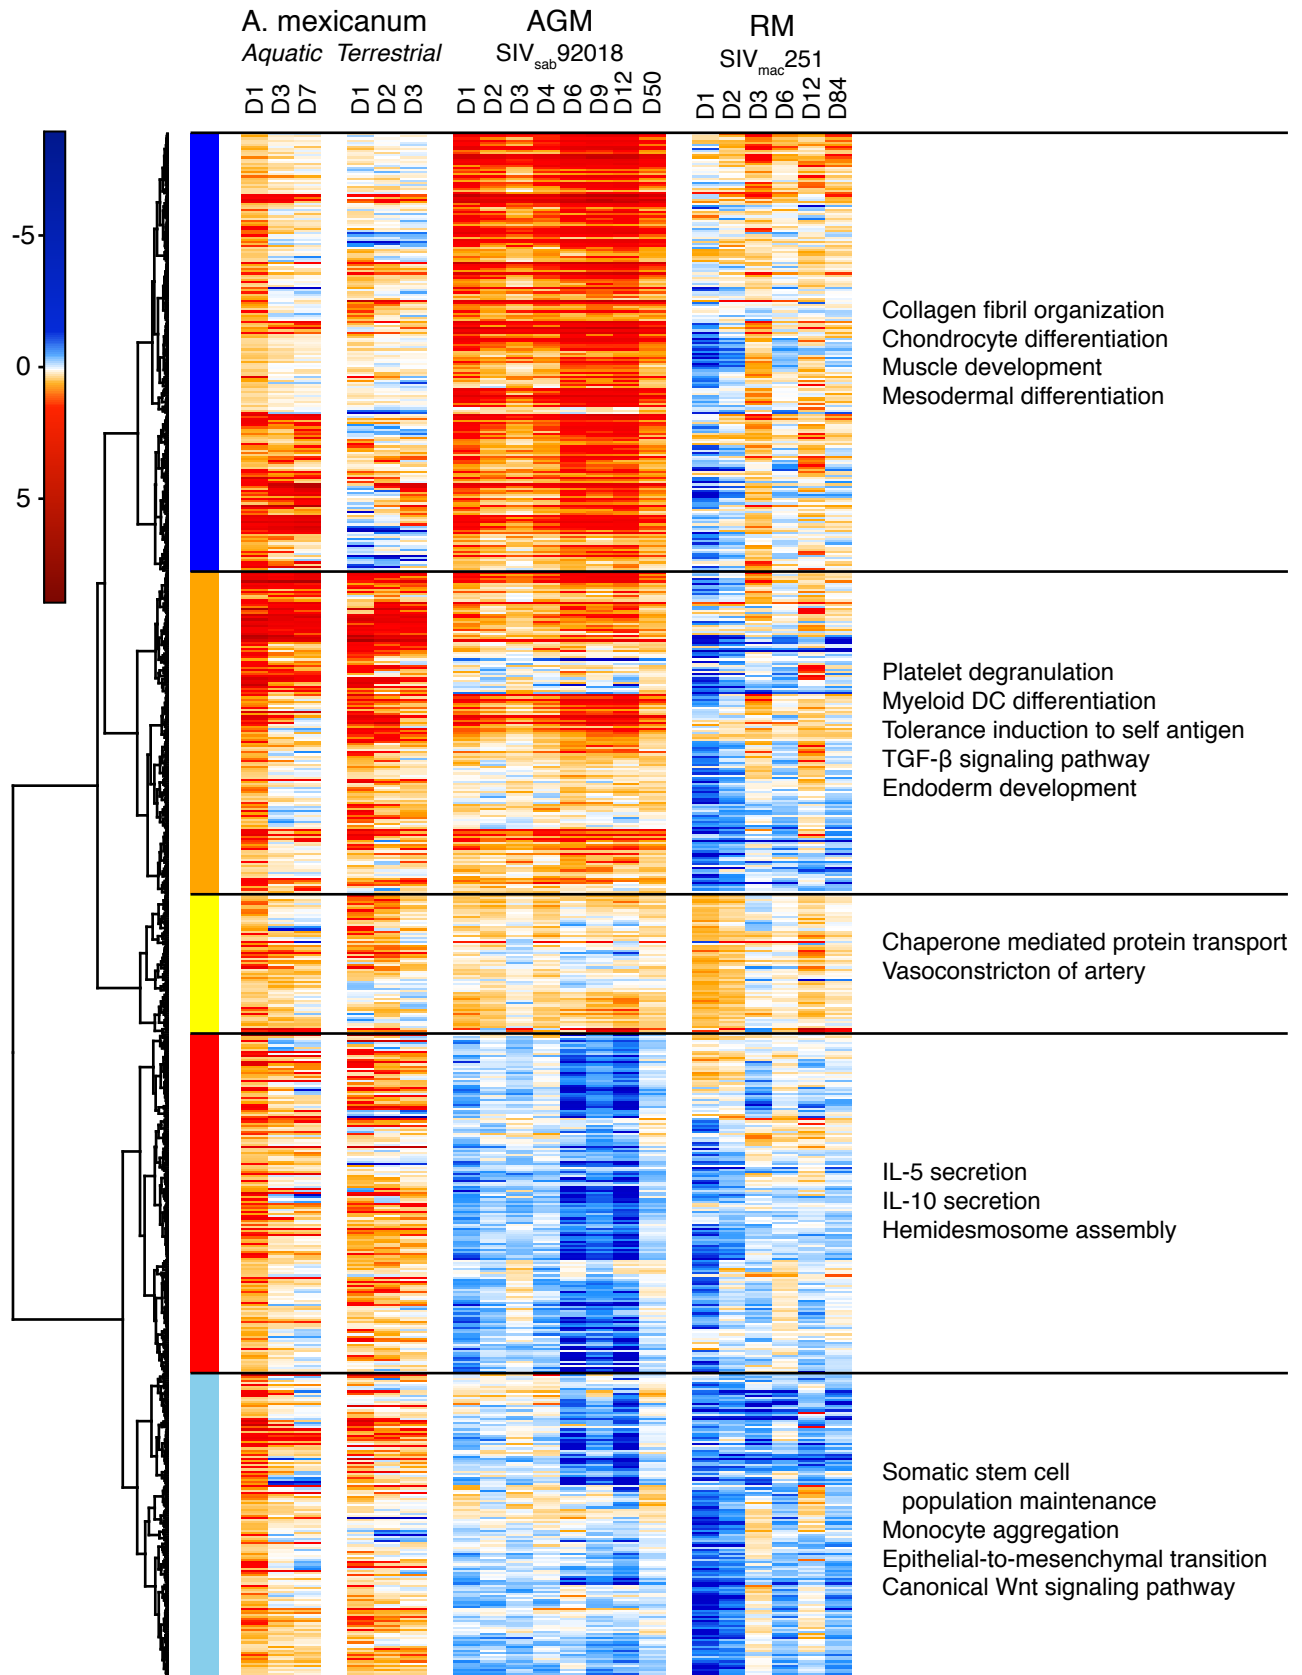 A. mexicanum AGM RM
Aquatic Terrestrial SIVsab92018 SIVmac251
D1 D3 D7 D1 D2 D3 D1 D2 D3 D4 D6 D9 D12 D50 D1 D2 D3 D6 D12 D84
-5
0
5
Collagen fibril organization
Chondrocyte differentiation
Muscle development
Mesodermal differentiation
Platelet degranulation
Myeloid DC differentiation
Tolerance induction to self antigen
TGF-β signaling pathway
Endoderm development
Chaperone mediated protein transport
Vasoconstricton of artery
IL-5 secretion
IL-10 secretion
Hemidesmosome assembly
Somatic stem cell
population maintenance
Monocyte aggregation
Epithelial-to-mesenchymal transition
Canonical Wnt signaling pathway